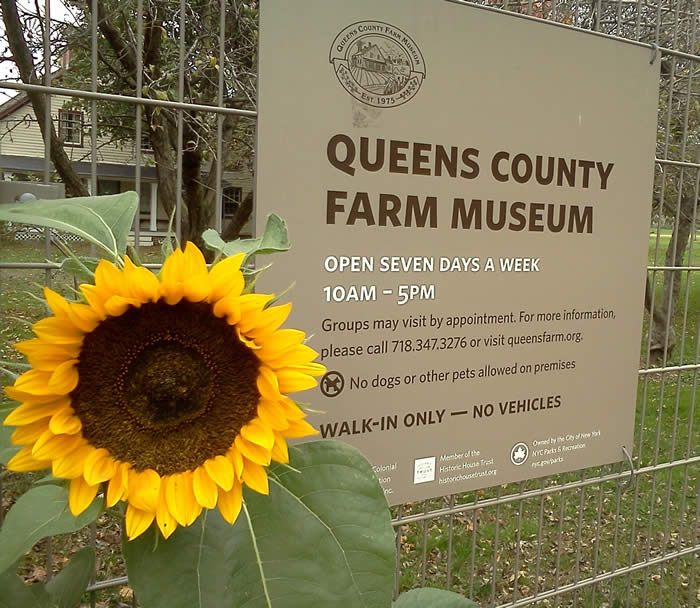 QUEENS COUNTY FARM MUSEUM
EST. 1975
QUEENS COUNTY
FARM MUSEUM
OPEN SEVEN DAYS A WEEK
10AM – 5PM
Groups may visit by appointment. For more information,
please call 718.347.3276 or visit queensfarm.org.
No dogs or other pets allowed on premises
WALK-IN ONLY — NO VEHICLES
Colonial
Member of the
Historic House Trust
historichousetrust.org
Owned by the City of New York
NYC Parks & Recreation
nyc.gov/parks